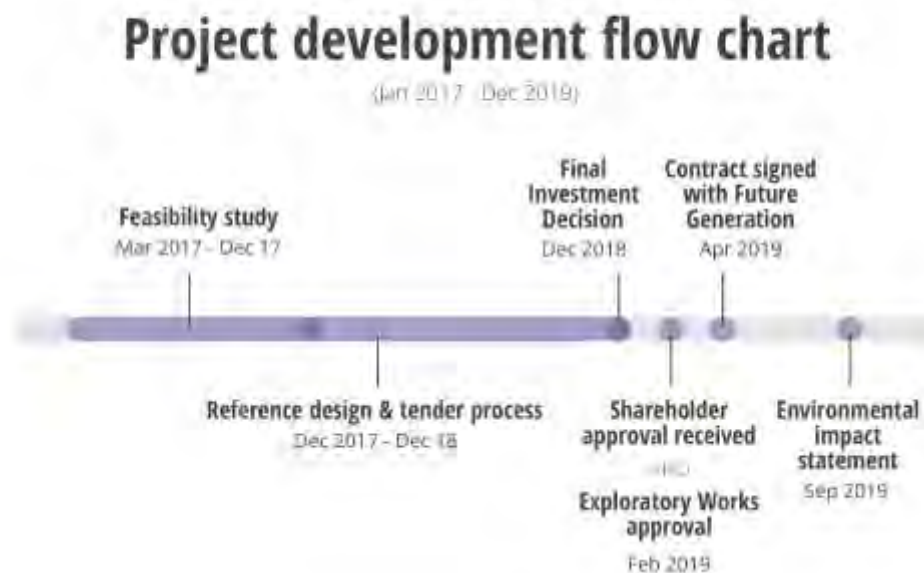 Project development flow chart
(Jan 2017 - Dec 2019)
Feasibility study
Mar 2017 - Dec 17
Final
Investment
Decision
Dec 2018
Contract signed
with Future
Generation
Apr 2019
Reference design & tender process
Dec 2017 - Dec 18
Shareholder
approval received
Exploratory Works
approval
Feb 2019
Environmental
impact
statement
Sep 2019